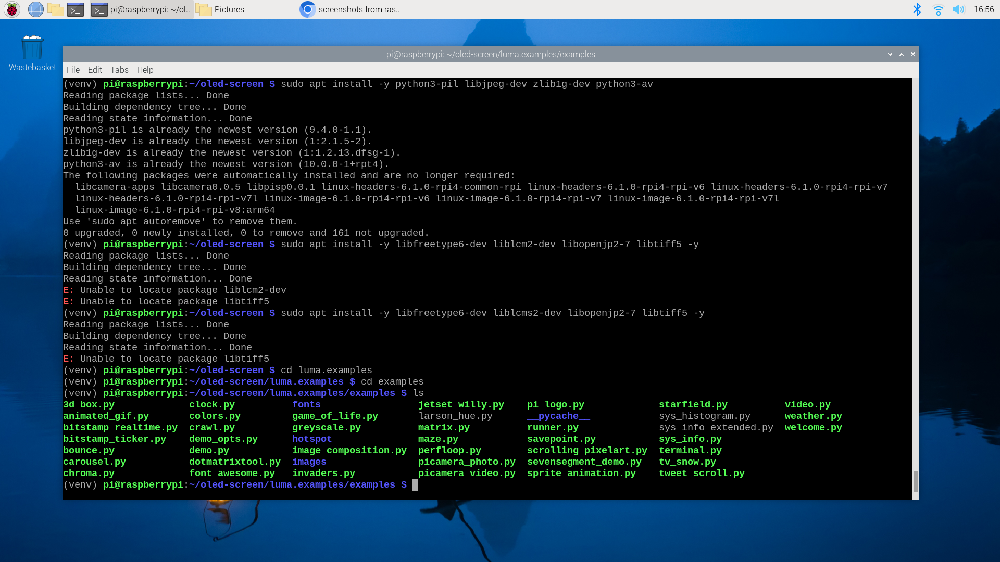 pi@raspberrypi: ~/ol..
Pictures
screenshots from ras..
16:56
Wastebasket
pi@raspberrypi: ~/oled-screen/luma.examples/examples
File Edit Tabs Help
(venv) pi@raspberrypi:~/oled-screen $ sudo apt install -y python3-pil libjpeg-dev zlib1g-dev python3-av
Reading package lists... Done
Building dependency tree... Done
Reading state information... Done
python3-pil is already the newest version (9.4.0-1.1).
libjpeg-dev is already the newest version (1:2.1.5-2).
zlib1g-dev is already the newest version (1:1.2.13.dfsg-1).
python3-av is already the newest version (10.0.0-1+rpt4).
The following packages were automatically installed and are no longer required:
  libcamera-apps libcamera0.0.5 libpisp0.0.1 linux-headers-6.1.0-rpi4-common-rpi linux-headers-6.1.0-rpi4-rpi-v6 linux-headers-6.1.0-rpi4-rpi-v7
  linux-headers-6.1.0-rpi4-rpi-v7l linux-image-6.1.0-rpi4-rpi-v6 linux-image-6.1.0-rpi4-rpi-v7 linux-image-6.1.0-rpi4-rpi-v7l
  linux-image-6.1.0-rpi4-rpi-v8:arm64
Use 'sudo apt autoremove' to remove them.
0 upgraded, 0 newly installed, 0 to remove and 161 not upgraded.
(venv) pi@raspberrypi:~/oled-screen $ sudo apt install -y libfreetype6-dev liblcm2-dev libopenjp2-7 libtiff5 -y
Reading package lists... Done
Building dependency tree... Done
Reading state information... Done
E: Unable to locate package liblcm2-dev
E: Unable to locate package libtiff5
(venv) pi@raspberrypi:~/oled-screen $ sudo apt install -y libfreetype6-dev liblcms2-dev libopenjp2-7 libtiff5 -y
Reading package lists... Done
Building dependency tree... Done
Reading state information... Done
E: Unable to locate package libtiff5
(venv) pi@raspberrypi:~/oled-screen $ cd luma.examples
(venv) pi@raspberrypi:~/oled-screen/luma.examples $ cd examples
(venv) pi@raspberrypi:~/oled-screen/luma.examples/examples $ ls
3d_box.py clock.py fonts jetset_willy.py pi_logo.py starfield.py video.py
animated_gif.py colors.py game_of_life.py larson_hue.py __pycache__ sys_histogram.py weather.py
bitstamp_realtime.py crawl.py greyscale.py matrix.py runner.py sys_info_extended.py welcome.py
bitstamp_ticker.py demo_opts.py hotspot maze.py savepoint.py sys_info.py
bounce.py demo.py image_composition.py perfloop.py scrolling_pixelart.py terminal.py
carousel.py dotmatrixtool.py images picamera_photo.py sevensegment_demo.py tv_snow.py
chroma.py font_awesome.py invaders.py picamera_video.py sprite_animation.py tweet_scroll.py
(venv) pi@raspberrypi:~/oled-screen/luma.examples/examples $